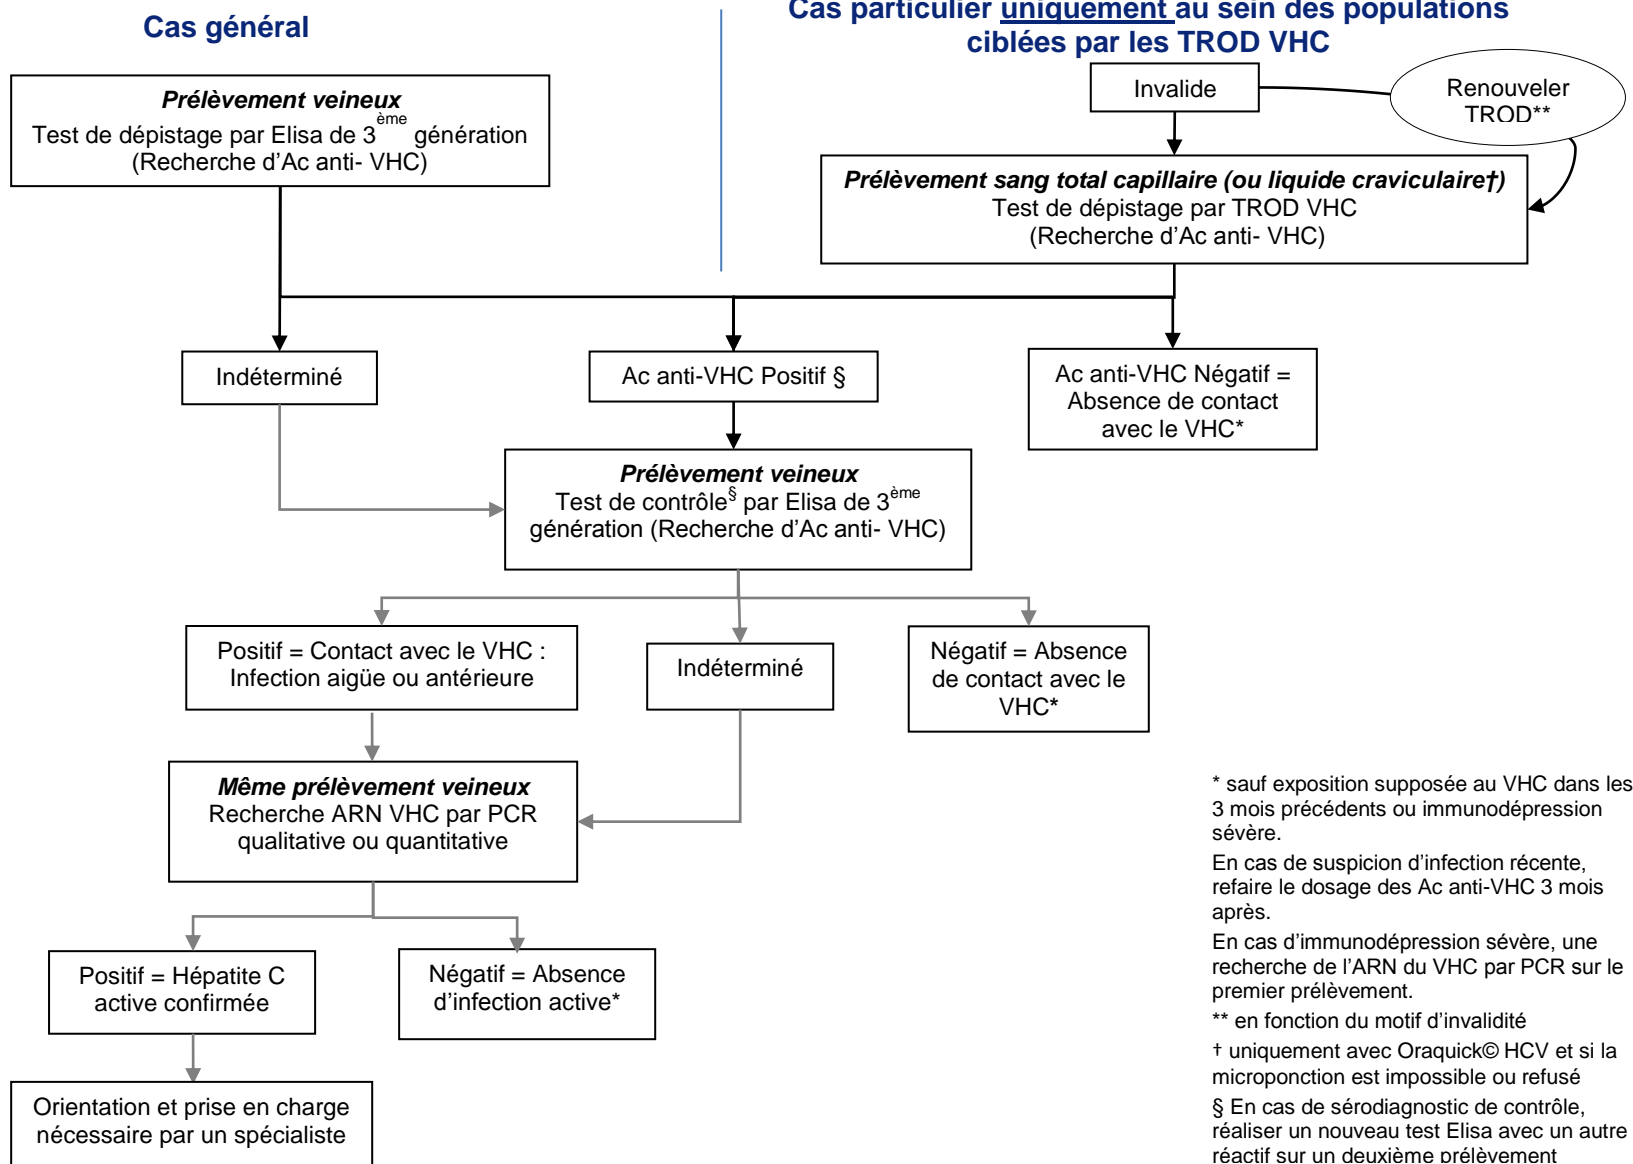 Cas général
Cas particulier uniquement au sein des populations
ciblées par les TROD VHC
Prélèvement veineux
Test de dépistage par Elisa de 3ème génération
(Recherche d'Ac anti- VHC)
Invalide
Renouveler
TROD**
Prélèvement sang total capillaire (ou liquide craviculaire†)
Test de dépistage par TROD VHC
(Recherche d'Ac anti- VHC)
Indéterminé
Ac anti-VHC Positif §
Ac anti-VHC Négatif =
Absence de contact
avec le VHC*
Prélèvement veineux
Test de contrôle§ par Elisa de 3ème
génération (Recherche d'Ac anti- VHC)
Positif = Contact avec le VHC :
Infection aigüe ou antérieure
Indéterminé
Négatif = Absence
de contact avec le
VHC*
Même prélèvement veineux
Recherche ARN VHC par PCR
qualitative ou quantitative
Positif = Hépatite C
active confirmée
Négatif = Absence
d'infection active*
Orientation et prise en charge
nécessaire par un spécialiste
* sauf exposition supposée au VHC dans les
3 mois précédents ou immunodépression
sévère.
En cas de suspicion d'infection récente,
refaire le dosage des Ac anti-VHC 3 mois
après.
En cas d'immunodépression sévère, une
recherche de l'ARN du VHC par PCR sur le
premier prélèvement.
** en fonction du motif d'invalidité
† uniquement avec Oraquick© HCV et si la
microponction est impossible ou refusé
§ En cas de sérodiagnostic de contrôle,
réaliser un nouveau test Elisa avec un autre
réactif sur un deuxième prélèvement